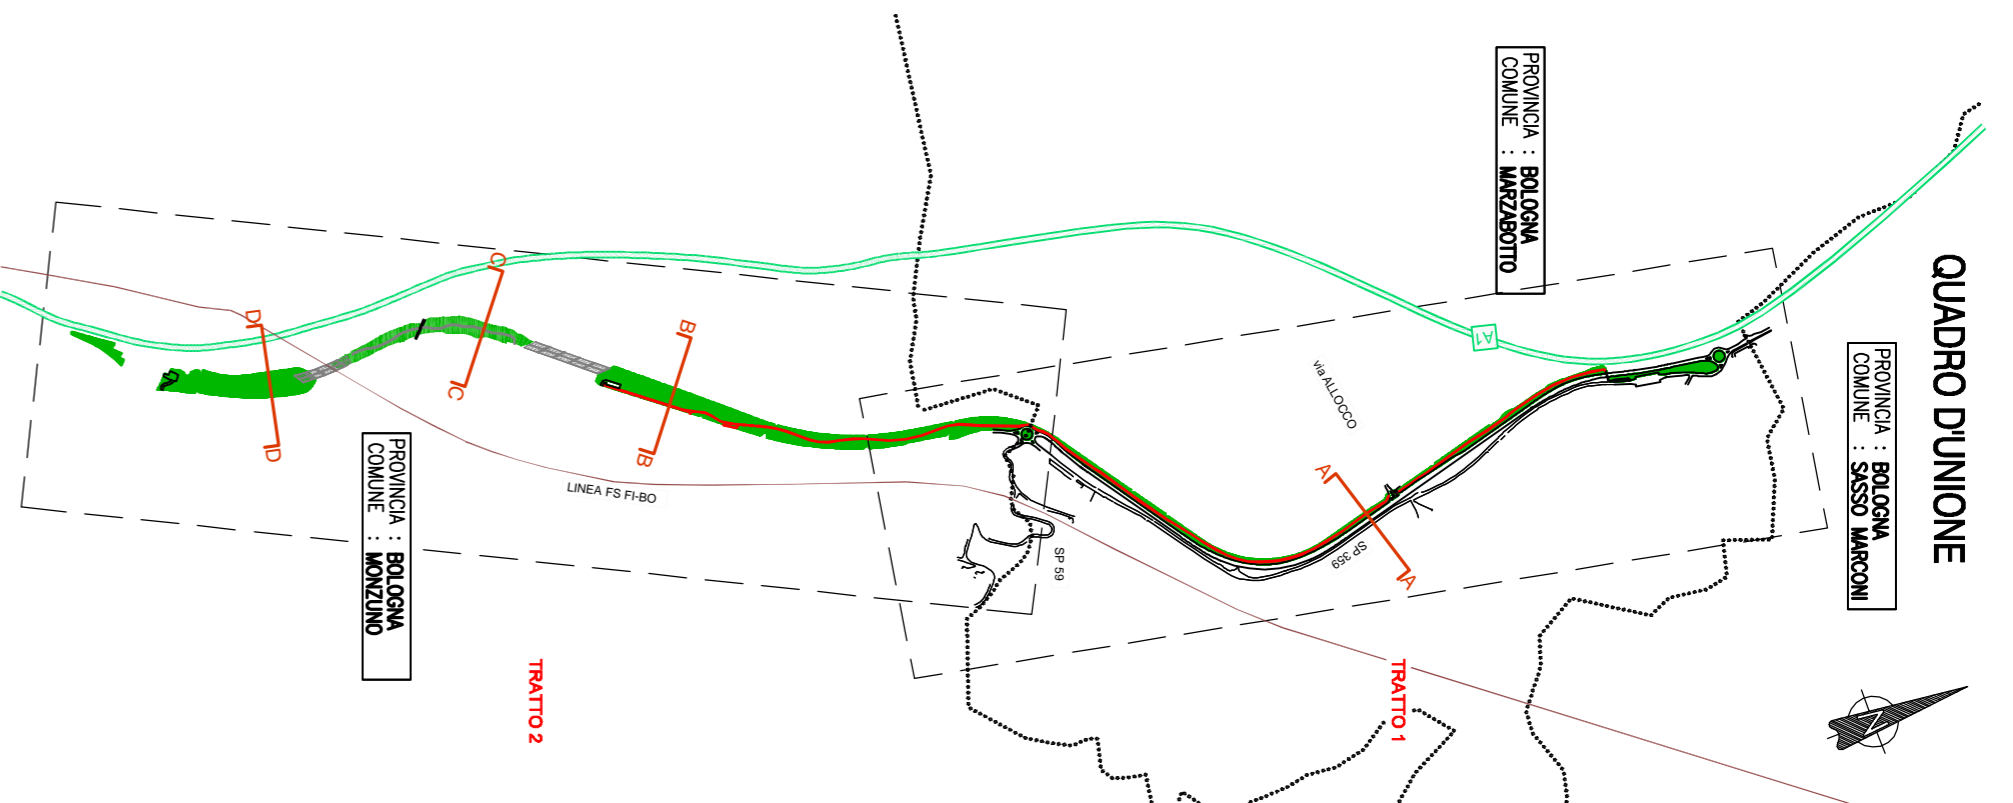 QUADRO D'UNIONE
PROVINCIA : BOLOGNA
COMUNE : SASSO MARCONI
PROVINCIA : BOLOGNA
COMUNE : MARZABOTTO
A1
via ALLOCCO
A
A
SP 359
TRATTO 1
N
SP 59
B
B
LINEA FS FI-BO
C
C
TRATTO 2
PROVINCIA : BOLOGNA
COMUNE : MONZUNO
D
D